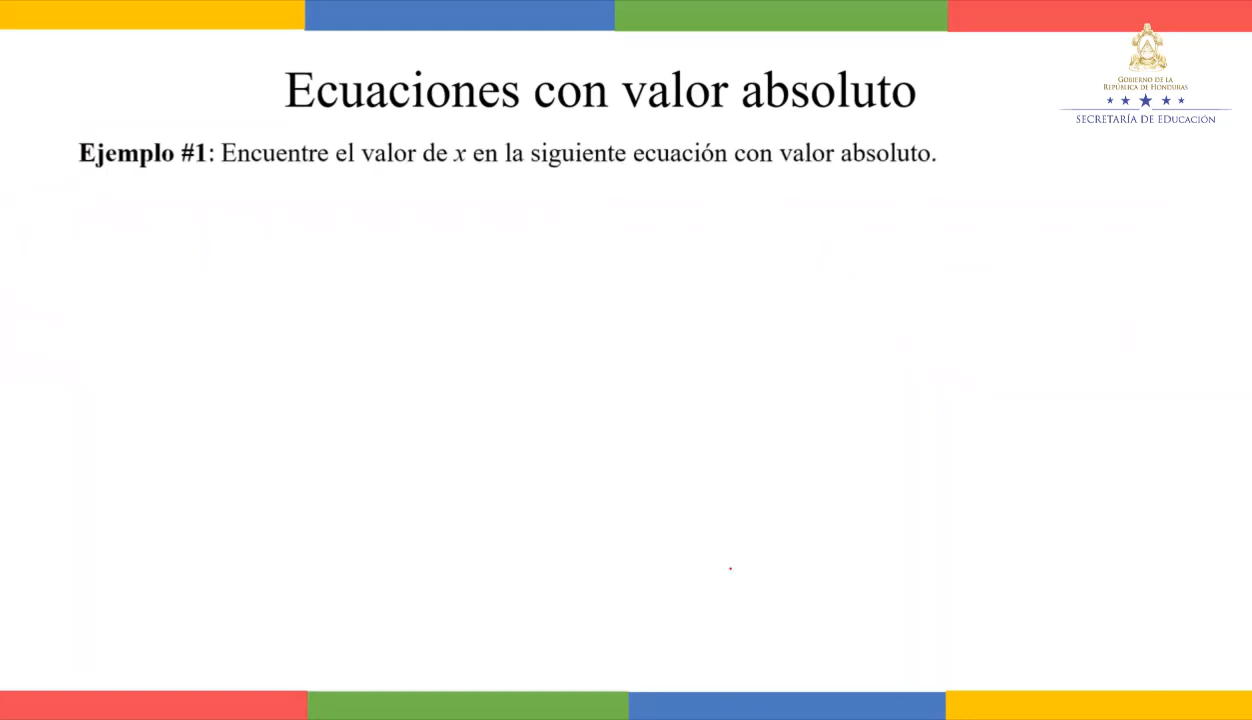 Ecuaciones con valor absoluto
GOBIERNO DE LA
REPÚBLICA DE HONDURAS
SECRETARÍA DE EDUCACIÓN
Ejemplo #1: Encuentre el valor de x en la siguiente ecuación con valor absoluto.